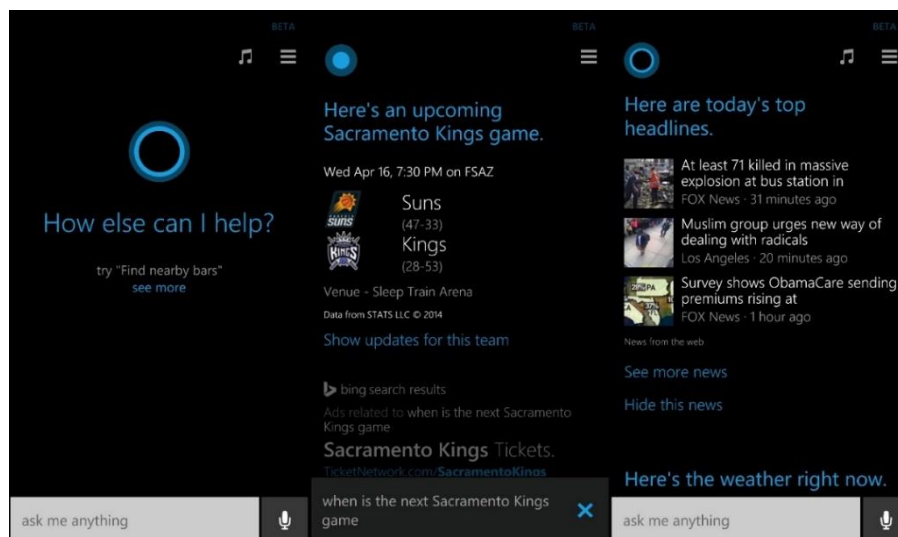 BETA
How else can I help?
try "Find nearby bars"
see more
ask me anything
BETA
Here's an upcoming
Sacramento Kings game.
Wed Apr 16, 7:30 PM on FSAZ
SUNS
Suns
(47-33)
KINGS
Kings
(28-53)
Venue - Sleep Train Arena
Data from STATS LLC © 2014
Show updates for this team
bing search results
Ads related to when is the next Sacramento
Kings game
Sacramento Kings Tickets.
TicketNetwork.com/SacramentoKings
when is the next Sacramento Kings
game
BETA
Here are today's top
headlines.
At least 71 killed in massive
explosion at bus station in
FOX News · 31 minutes ago
Muslim group urges new way of
dealing with radicals
Los Angeles · 20 minutes ago
28% PA
37%
Survey shows ObamaCare sending
premiums rising at
FOX News · 1 hour ago
News from the web
See more news
Hide this news
Here's the weather right now.
ask me anything